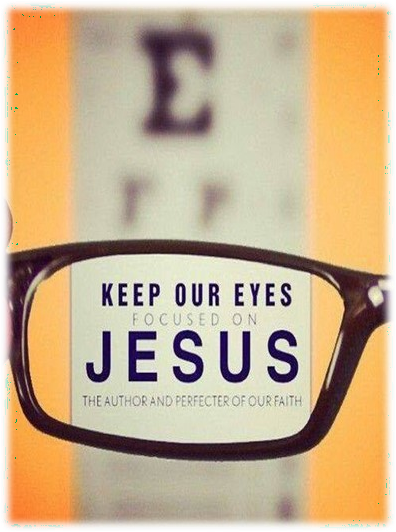 E
F P
KEEP OUR EYES
FOCUSED ON
JESUS
THE AUTHOR AND PERFECTER OF OUR FAITH